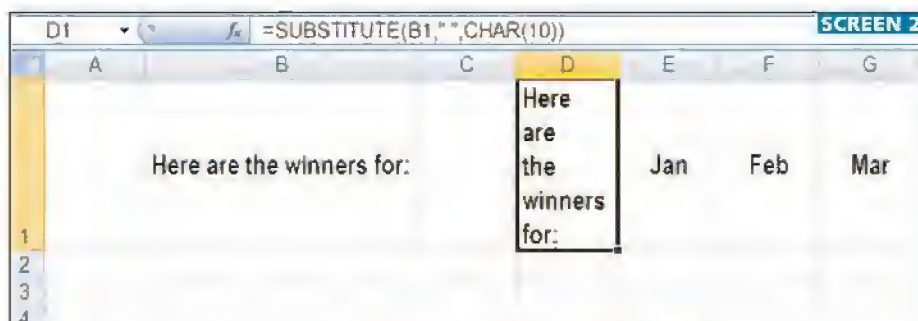 SCREEN 2
D1 fx =SUBSTITUTE(B1," ",CHAR(10))
A B C D E F G
Here
are
Here are the winners for: the Jan Feb Mar
winners
1 for:
2
3
4